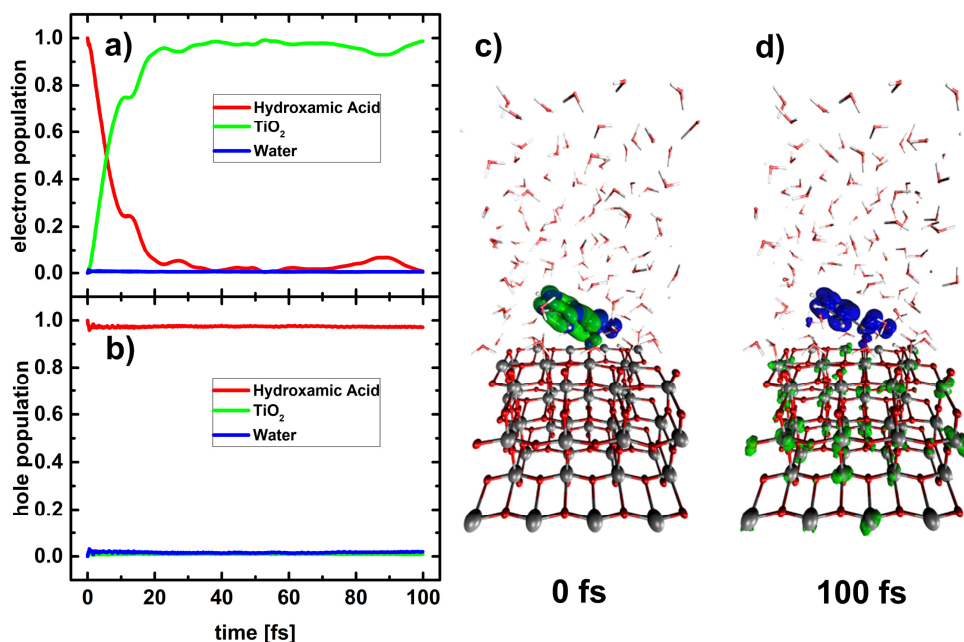 a)
electron population
1.0
0.8
0.6
0.4
0.2
0.0
Hydroxamic Acid
TiO₂
Water
b)
hole population
1.0
0.8
0.6
0.4
0.2
0.0
Hydroxamic Acid
TiO₂
Water
0 20 40 60 80 100
time [fs]
c)
0 fs
d)
100 fs